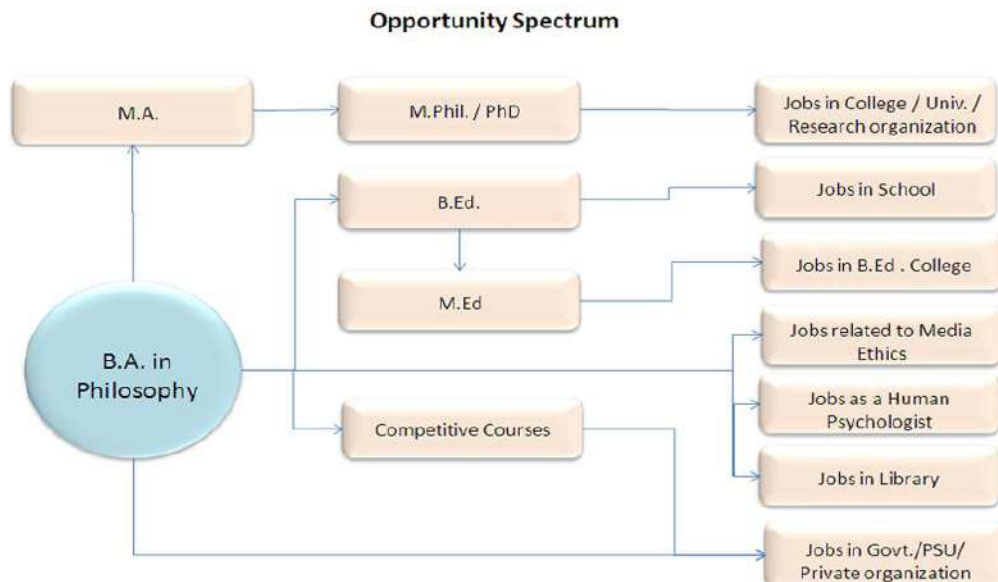 Opportunity Spectrum
M.A.
M.Phil. / PhD
Jobs in College / Univ. /
Research organization
B.Ed.
Jobs in School
M.Ed
Jobs in B.Ed . College
B.A. in
Philosophy
Jobs related to Media
Ethics
Competitive Courses
Jobs as a Human
Psychologist
Jobs in Library
Jobs in Govt./PSU/
Private organization